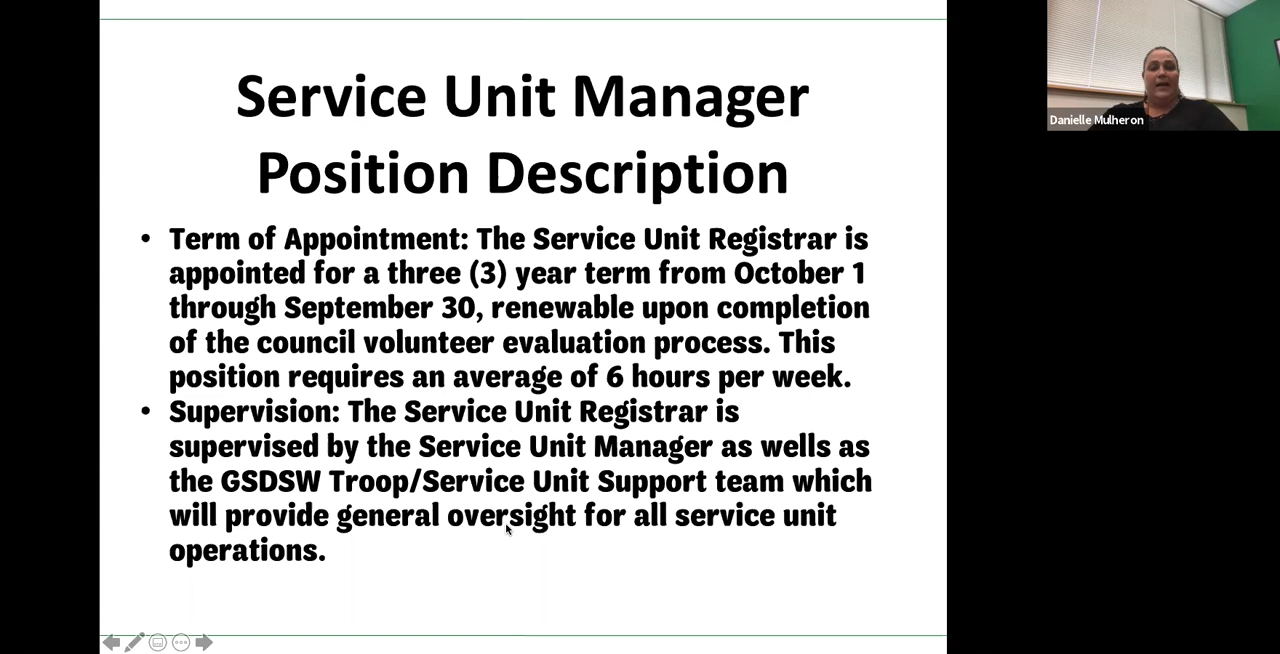 Service Unit Manager
Position Description
• Term of Appointment: The Service Unit Registrar is
appointed for a three (3) year term from October 1
through September 30, renewable upon completion
of the council volunteer evaluation process. This
position requires an average of 6 hours per week.
• Supervision: The Service Unit Registrar is
supervised by the Service Unit Manager as wells as
the GSDSW Troop/Service Unit Support team which
will provide general oversight for all service unit
operations.
Danielle Mulheron